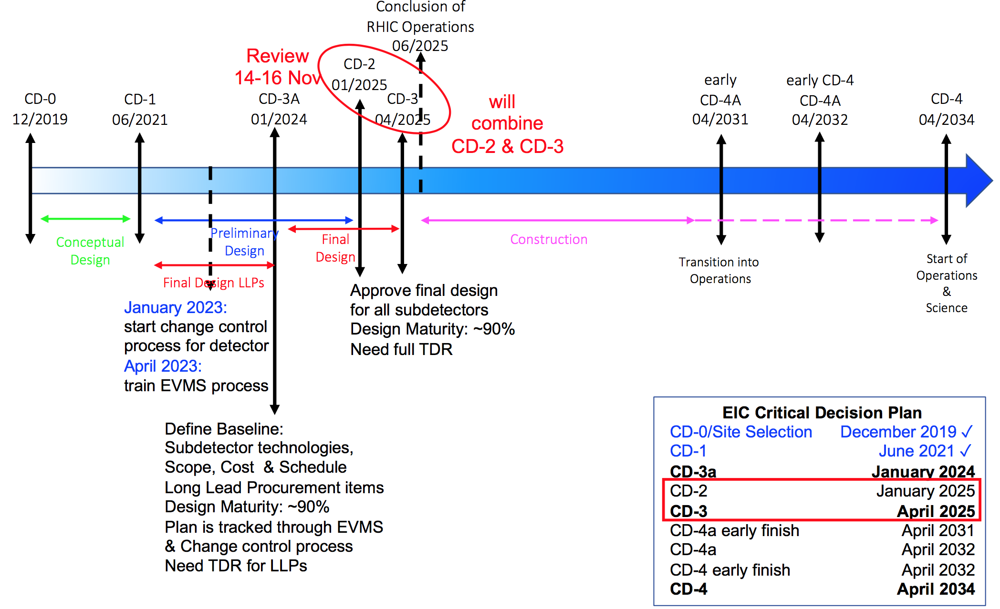 Conclusion of
RHIC Operations
06/2025
Review
14-16 Nov
CD-2
01/2025
CD-0
12/2019
CD-1
06/2021
CD-3A
01/2024
CD-3
04/2025
will
combine
CD-2 & CD-3
early
CD-4A
04/2031
early CD-4
CD-4A
04/2032
CD-4
04/2034
Conceptual
Design
Preliminary
Design
Final Design LLPs
Final
Design
Construction
Transition into
Operations
Start of
Operations
&
Science
January 2023:
start change control
process for detector
April 2023:
train EVMS process
Approve final design
for all subdetectors
Design Maturity: ~90%
Need full TDR
Define Baseline:
Subdetector technologies,
Scope, Cost & Schedule
Long Lead Procurement items
Design Maturity: ~90%
Plan is tracked through EVMS
& Change control process
Need TDR for LLPs
EIC Critical Decision Plan
CD-0/Site Selection December 2019 ✓
CD-1 June 2021 ✓
CD-3a January 2024
CD-2 January 2025
CD-3 April 2025
CD-4a early finish April 2031
CD-4a April 2032
CD-4 early finish April 2032
CD-4 April 2034